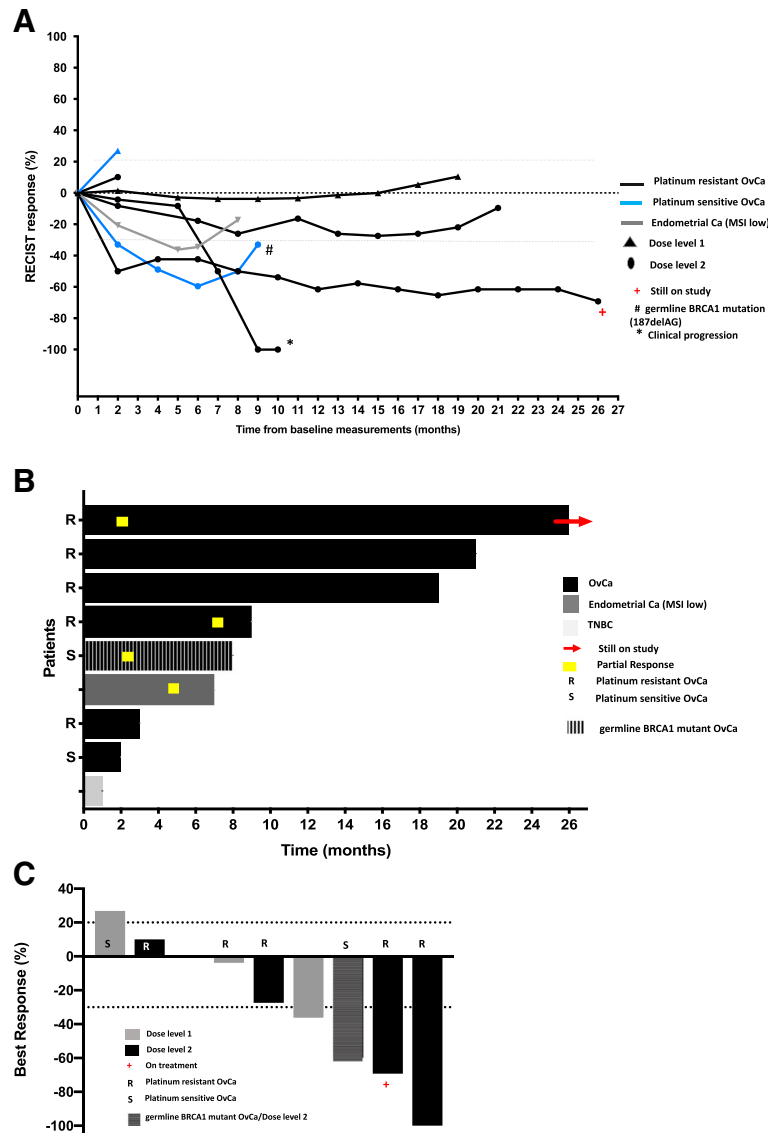 A
100
80
60
40
20
0
-20
-40
-60
-80
-100
RECIST response (%)
0 1 2 3 4 5 6 7 8 9 10 11 12 13 14 15 16 17 18 19 20 21 22 23 24 25 26 27
Time from baseline measurements (months)
#
*
+
Platinum resistant OvCa
Platinum sensitive OvCa
Endometrial Ca (MSI low)
Dose level 1
Dose level 2
+ Still on study
# germline BRCA1 mutation
(187delAG)
* Clinical progression
B
Patients
R
R
R
R
S
R
S
0 2 4 6 8 10 12 14 16 18 20 22 24 26
Time (months)
OvCa
Endometrial Ca (MSI low)
TNBC
Still on study
Partial Response
R Platinum resistant OvCa
S Platinum sensitive OvCa
germline BRCA1 mutant OvCa
C
40
20
0
-20
-40
-60
-80
-100
Best Response (%)
S R R R S R R
+
Dose level 1
Dose level 2
+ On treatment
R Platinum resistant OvCa
S Platinum sensitive OvCa
germline BRCA1 mutant OvCa/Dose level 2